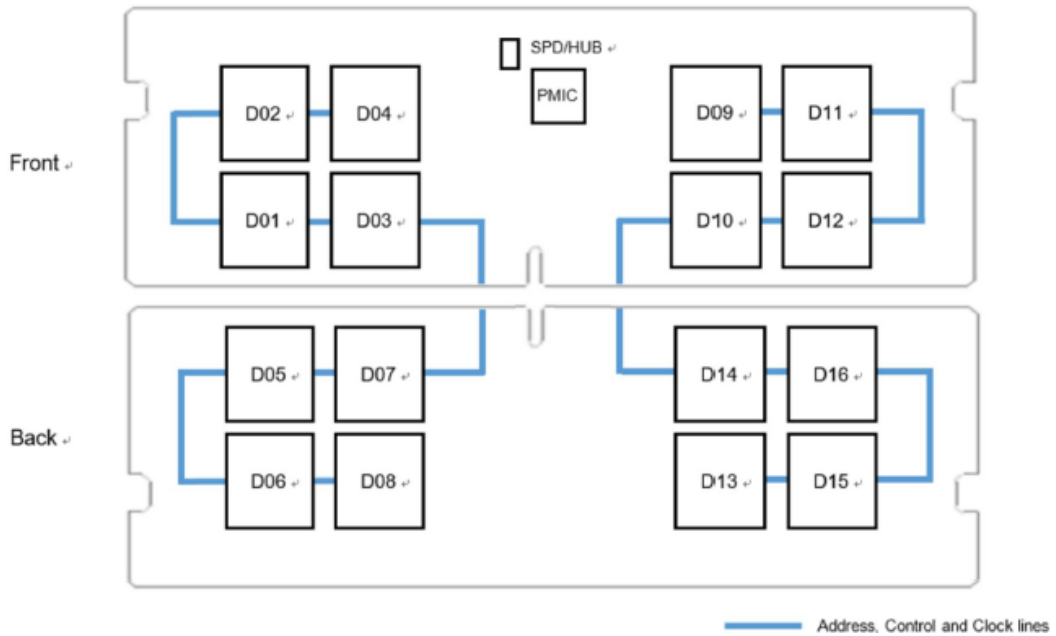 SPD/HUB
PMIC
D02 D04 D09 D11
Front
D01 D03 D10 D12
D05 D07 D14 D16
Back
D06 D08 D13 D15
Address, Control and Clock lines